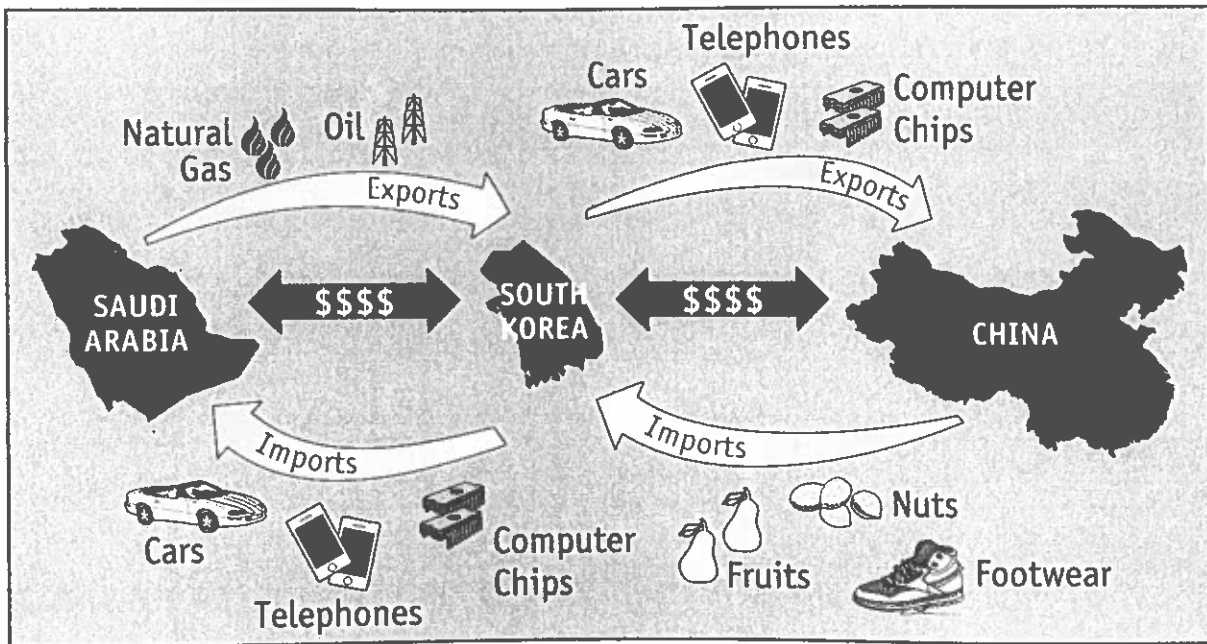 Telephones
Cars
Computer
Chips
Natural
Gas
Oil
Exports
Exports
SAUDI
ARABIA
$$$$
SOUTH
KOREA
$$$$
CHINA
Imports
Imports
Cars
Telephones
Computer
Chips
Fruits
Nuts
Footwear